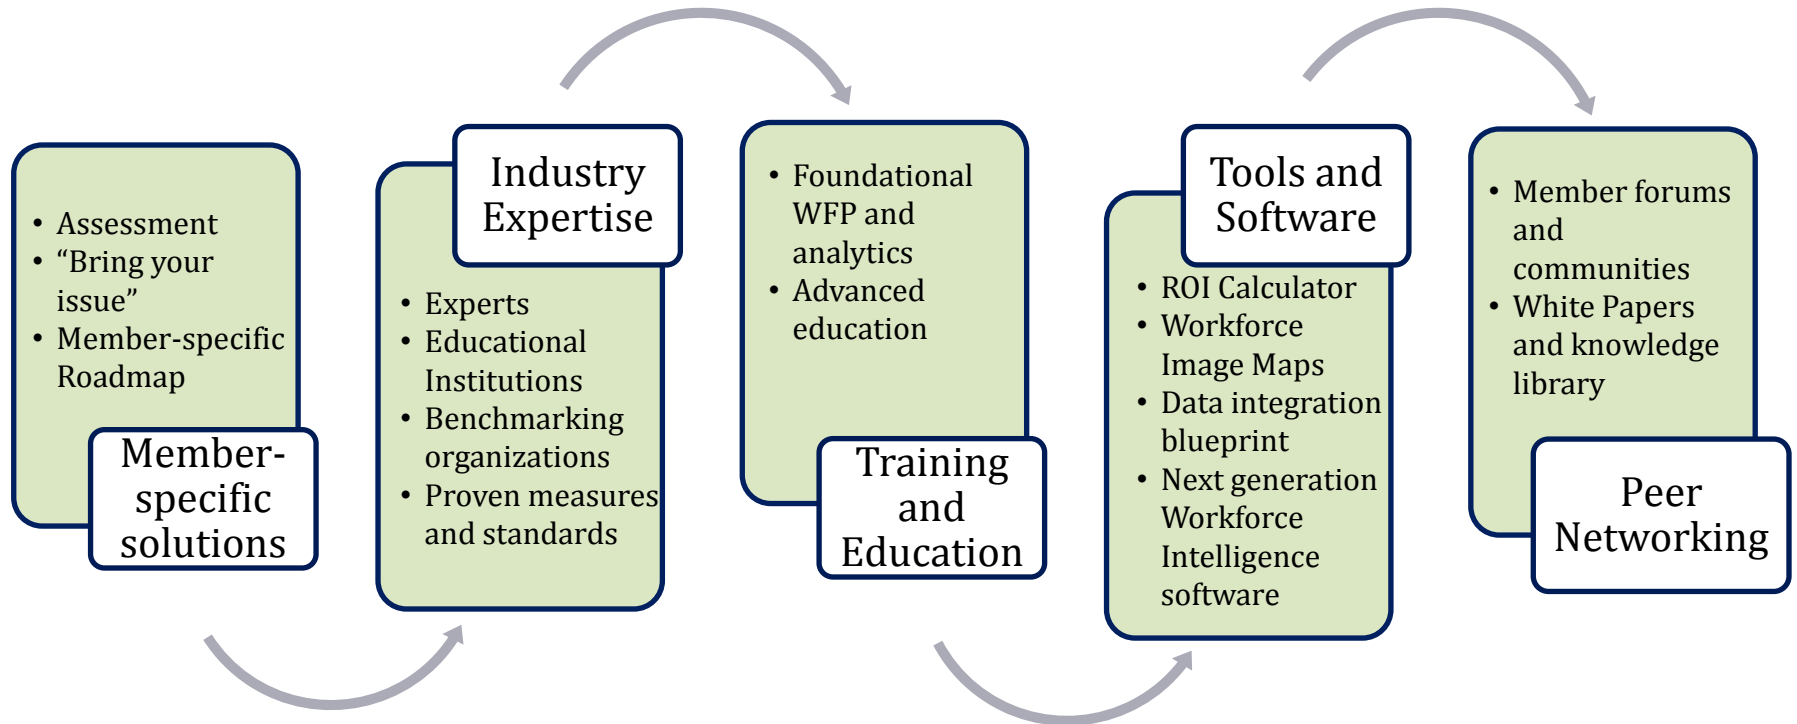 • Assessment
• “Bring your
issue”
• Member-specific
Roadmap
Member-
specific
solutions
Industry
Expertise
• Experts
• Educational
Institutions
• Benchmarking
organizations
• Proven measures
and standards
• Foundational
WFP and
analytics
• Advanced
education
Training
and
Education
Tools and
Software
• ROI Calculator
• Workforce
Image Maps
• Data integration
blueprint
• Next generation
Workforce
Intelligence
software
• Member forums
and
communities
• White Papers
and knowledge
library
Peer
Networking